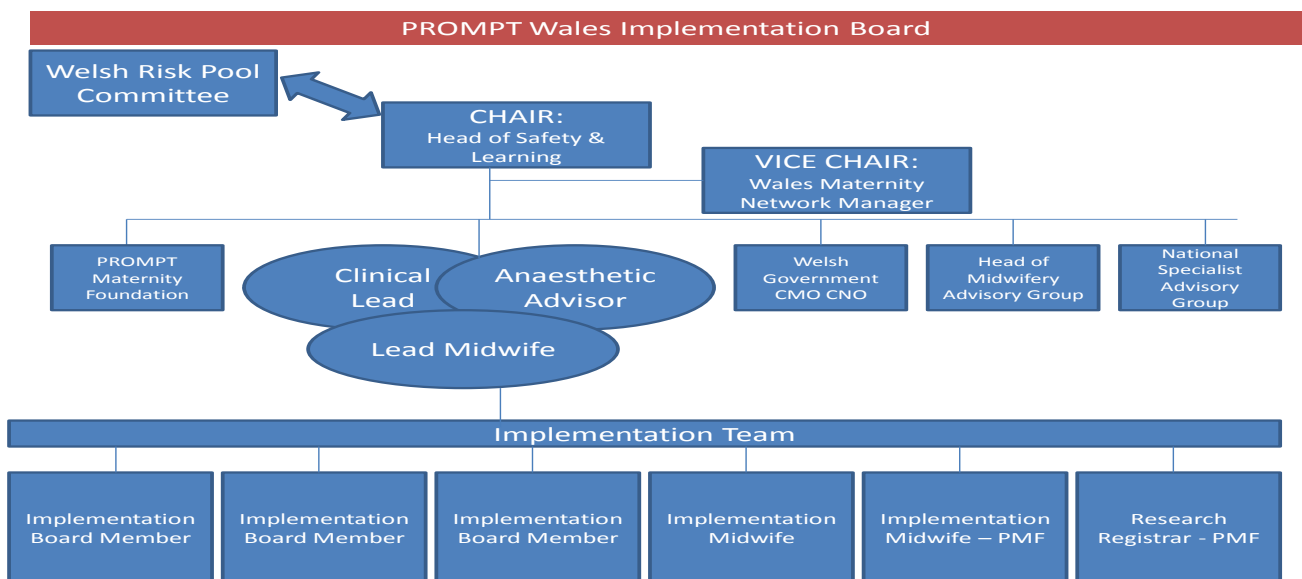 PROMPT Wales Implementation Board
Welsh Risk Pool
Committee
CHAIR:
Head of Safety &
Learning
VICE CHAIR:
Wales Maternity
Network Manager
PROMPT
Maternity
Foundation
Clinical
Lead
Anaesthetic
Advisor
Lead Midwife
Welsh
Government
CMO CNO
Head of
Midwifery
Advisory Group
National
Specialist
Advisory
Group
Implementation Team
Implementation
Board Member
Implementation
Board Member
Implementation
Board Member
Implementation
Midwife
Implementation
Midwife – PMF
Research
Registrar - PMF